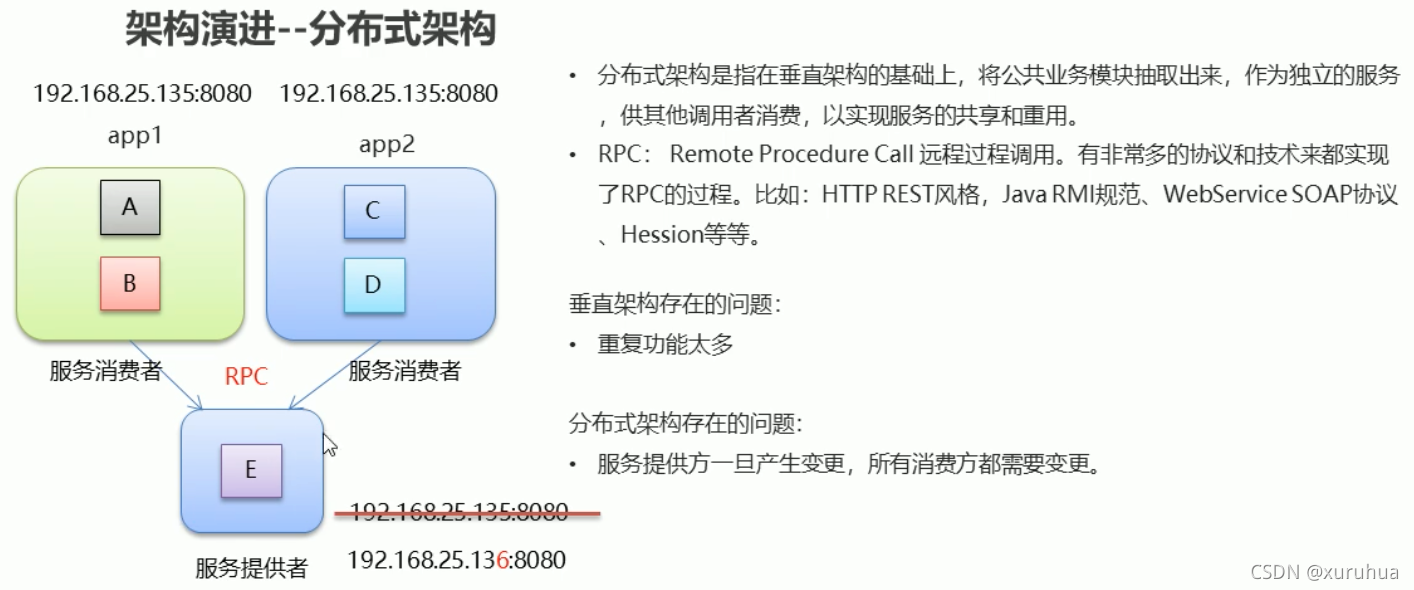 架构演进--分布式架构
192.168.25.135:8080
192.168.25.135:8080
app1
app2
A
B
C
D
服务消费者
RPC
服务消费者
E
192.168.25.135:8080
服务提供者
192.168.25.136:8080
• 分布式架构是指在垂直架构的基础上，将公共业务模块抽取出来，作为独立的服务
，供其他调用者消费，以实现服务的共享和重用。
• RPC： Remote Procedure Call 远程过程调用。有非常多的协议和技术来都实现
了RPC的过程。比如：HTTP REST风格，Java RMI规范、WebService SOAP协议
、Hession等等。
垂直架构存在的问题：
• 重复功能太多
分布式架构存在的问题：
• 服务提供方一旦产生变更，所有消费方都需要变更。
CSDN @xuruhua